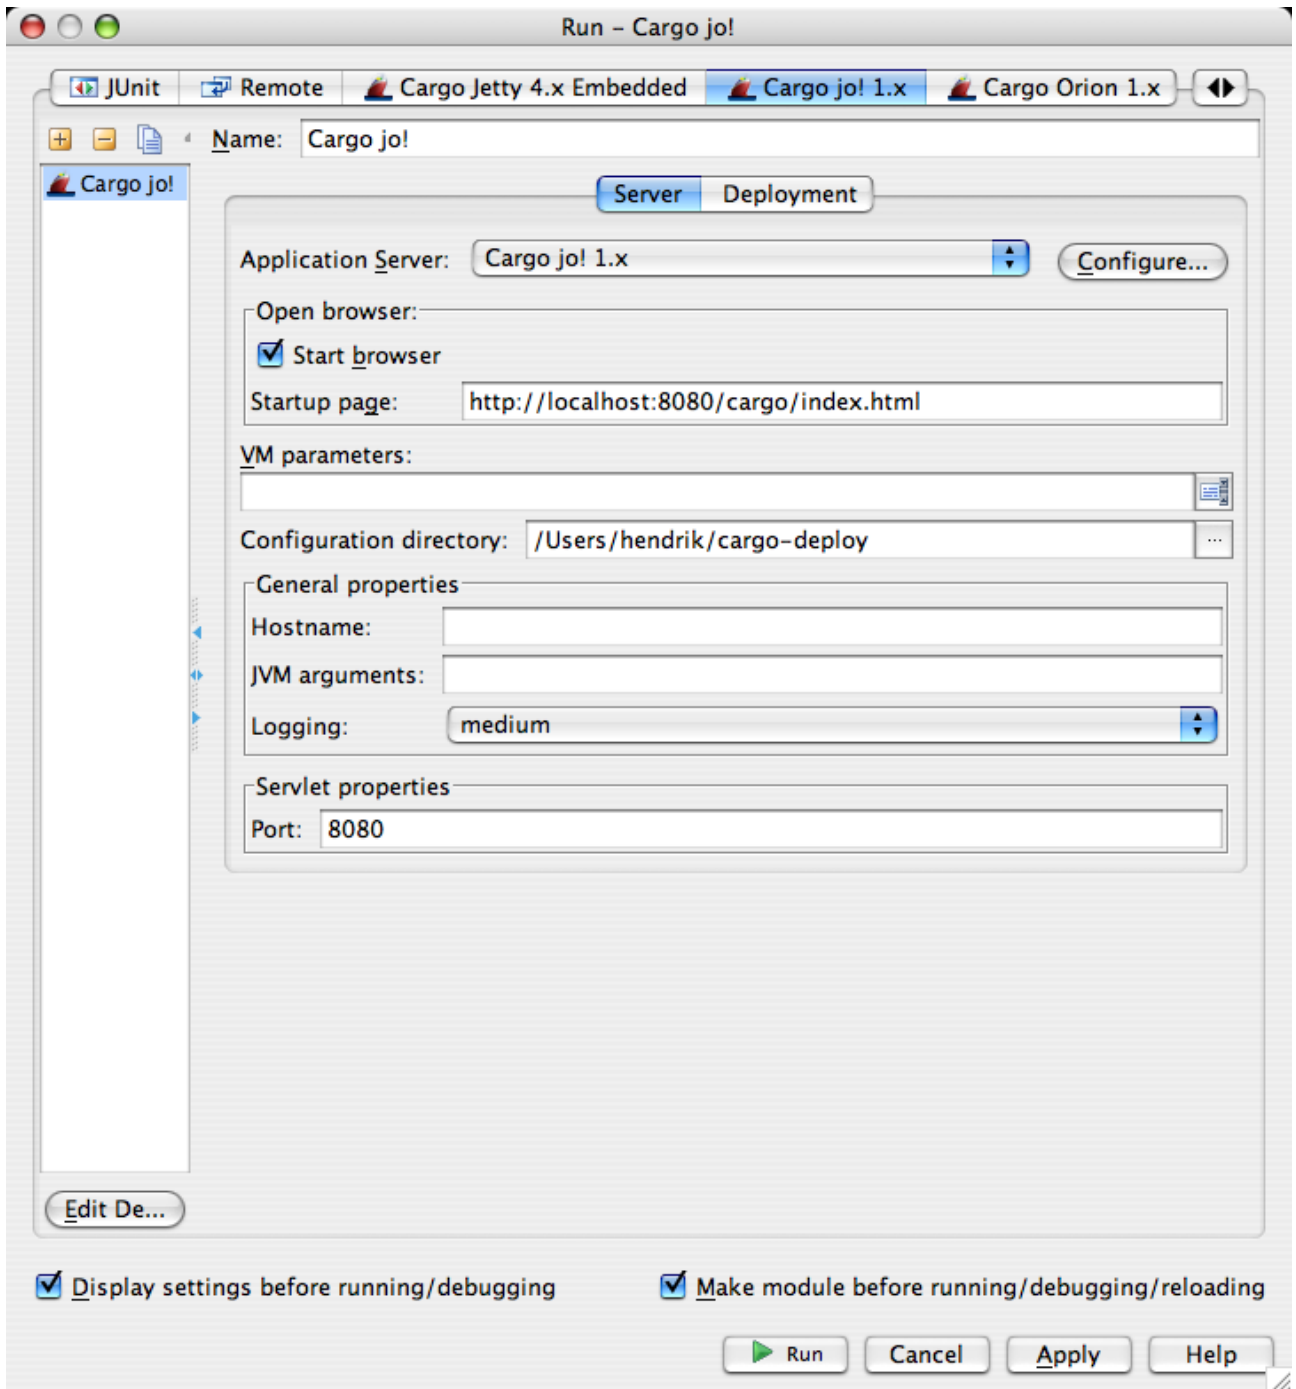 Run – Cargo jo!
JUnit Remote Cargo Jetty 4.x Embedded Cargo jo! 1.x Cargo Orion 1.x
Name: Cargo jo!
Cargo jo!
Server Deployment
Application Server: Cargo jo! 1.x Configure...
Open browser:
Start browser
Startup page: http://localhost:8080/cargo/index.html
VM parameters:
Configuration directory: /Users/hendrik/cargo-deploy ...
General properties
Hostname:
JVM arguments:
Logging: medium
Servlet properties
Port: 8080
Edit De...
Display settings before running/debugging Make module before running/debugging/reloading
Run Cancel Apply Help